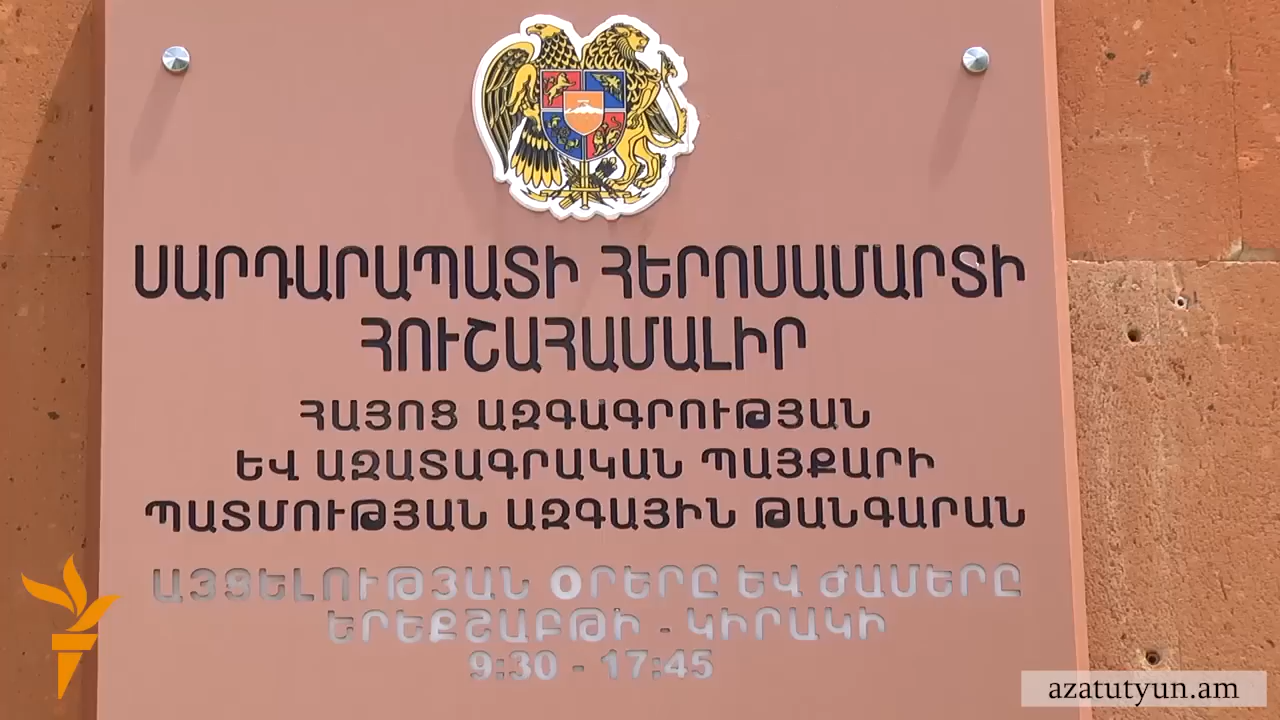 ՍԱՐԴԱՐԱՊԱՏԻ ՀԵՐՈՍԱՄԱՐՏԻ
ՀՈՒՇԱՀԱՄԱԼԻՐ
ՀԱՅՈՑ ԱԶԳԱԳՐՈՒԹՅԱՆ
ԵՎ ԱԶԱՏԱԳՐԱԿԱՆ ՊԱՅՔԱՐԻ
ՊԱՏՄՈՒԹՅԱՆ ԱԶԳԱՅԻՆ ԹԱՆԳԱՐԱՆ
ԱՅՑԵԼՈՒԹՅԱՆ ՕՐԵՐԸ ԵՎ ԺԱՄԵՐԸ
ԵՐԵՔՇԱԲԹԻ - ԿԻՐԱԿԻ
9:30 - 17:45
azatutyun.am